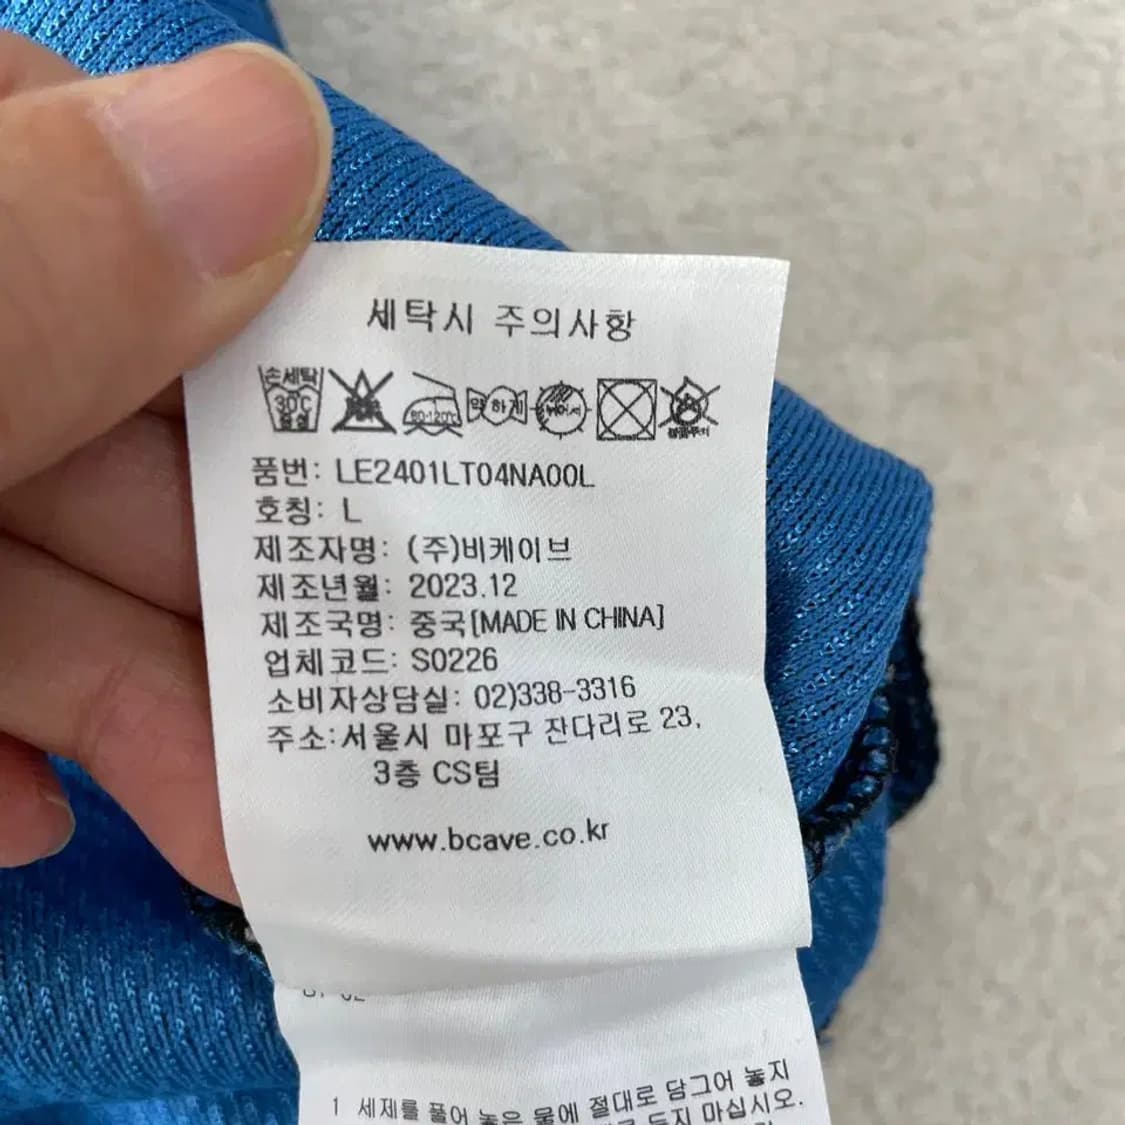 세탁시 주의사항
손세탁 30℃ 중성 80-120℃ 약하게 뉘어서
품번: LE2401LT04NA00L
호칭: L
제조자명: (주)비케이브
제조년월: 2023.12
제조국명: 중국[MADE IN CHINA]
업체코드: S0226
소비자상담실: 02)338-3316
주소:서울시 마포구 잔다리로 23,
3층 CS팀
www.bcave.co.kr
1 세제를 풀어 놓은 물에 절대로 담그어 놓지
두지 마십시오.